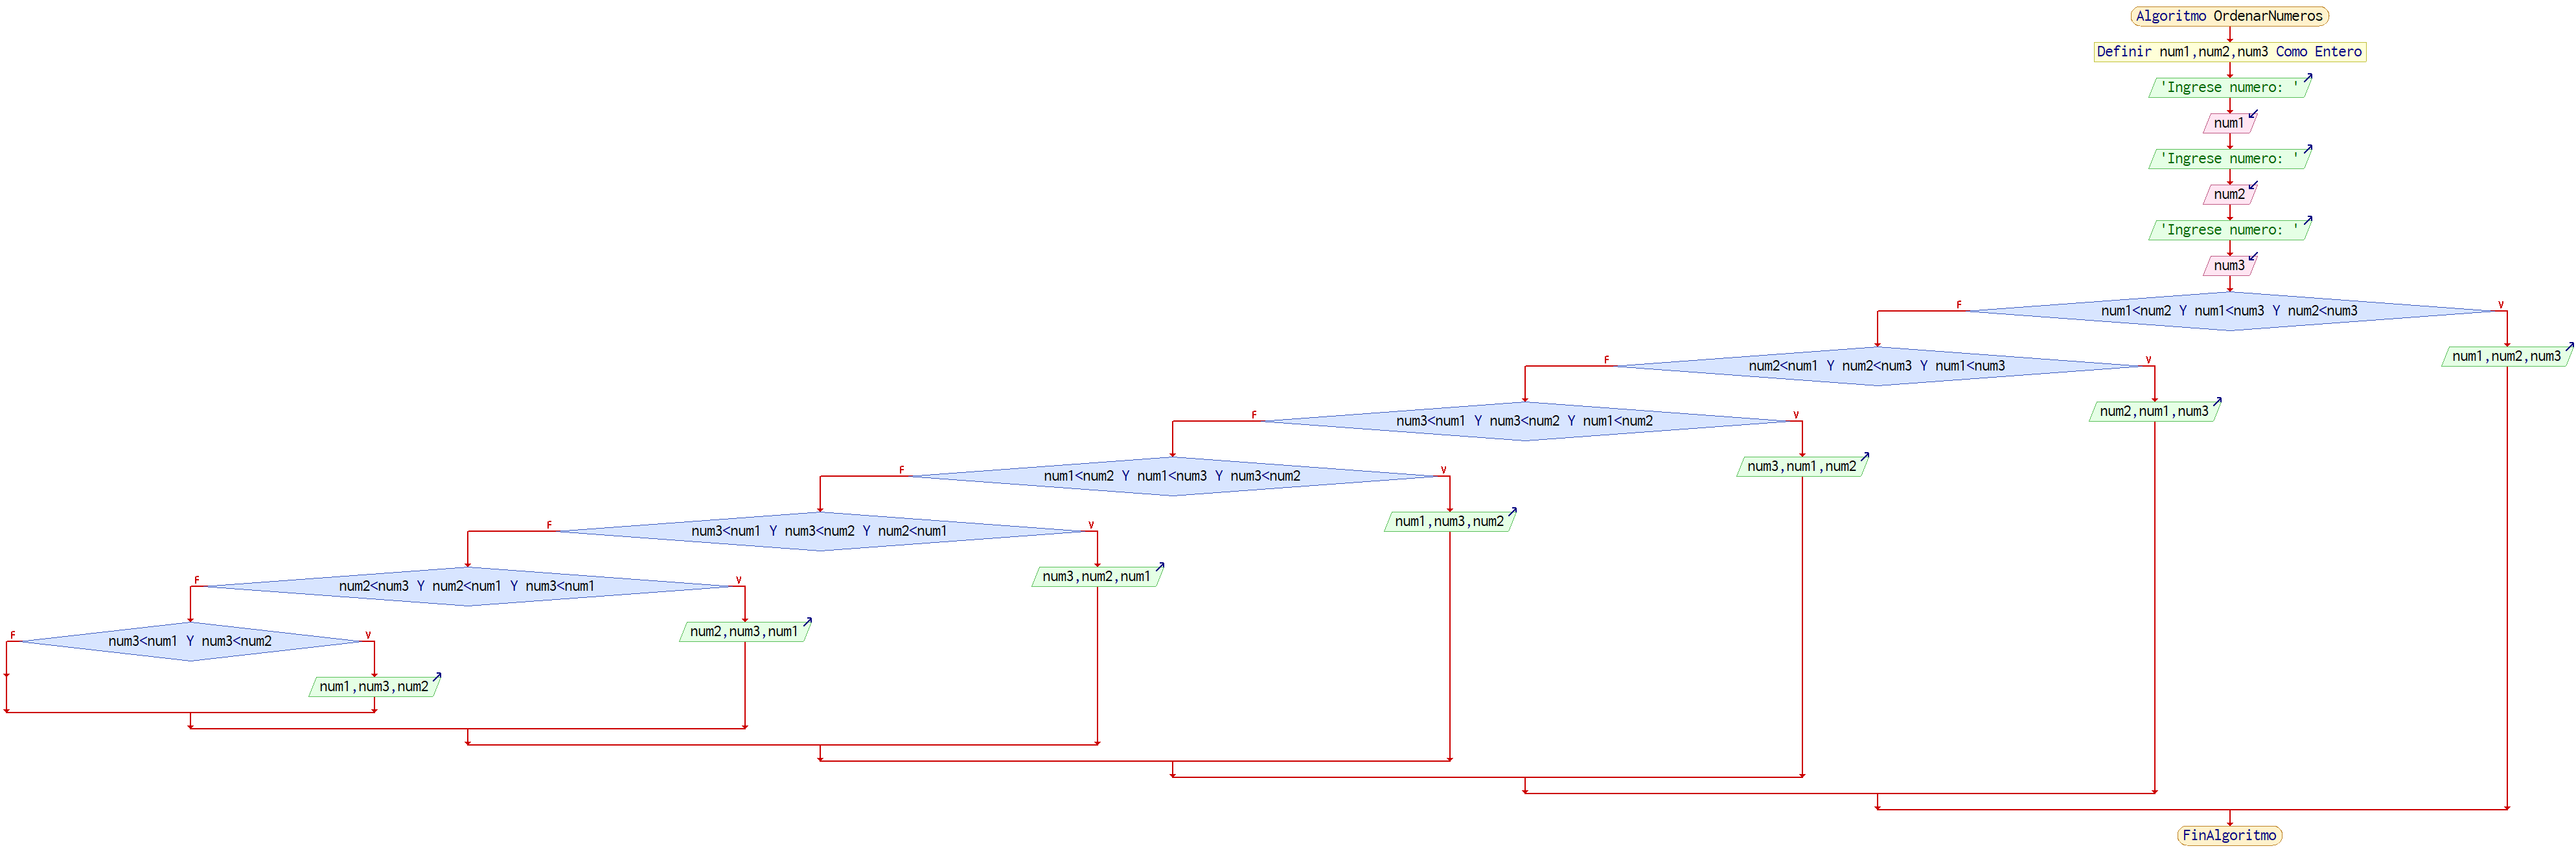 Algoritmo OrdenarNumeros
Definir num1,num2,num3 Como Entero
'Ingrese numero: '
num1
'Ingrese numero: '
num2
'Ingrese numero: '
num3
F
num1<num2 Y num1<num3 Y num2<num3
V
F
num2<num1 Y num2<num3 Y num1<num3
V
num1,num2,num3
F
num3<num1 Y num3<num2 Y num1<num2
V
num2,num1,num3
F
num1<num2 Y num1<num3 Y num3<num2
V
num3,num1,num2
F
num3<num1 Y num3<num2 Y num2<num1
V
num1,num3,num2
F
num2<num3 Y num2<num1 Y num3<num1
V
num3,num2,num1
F
num3<num1 Y num3<num2
V
num2,num3,num1
num1,num3,num2
FinAlgoritmo